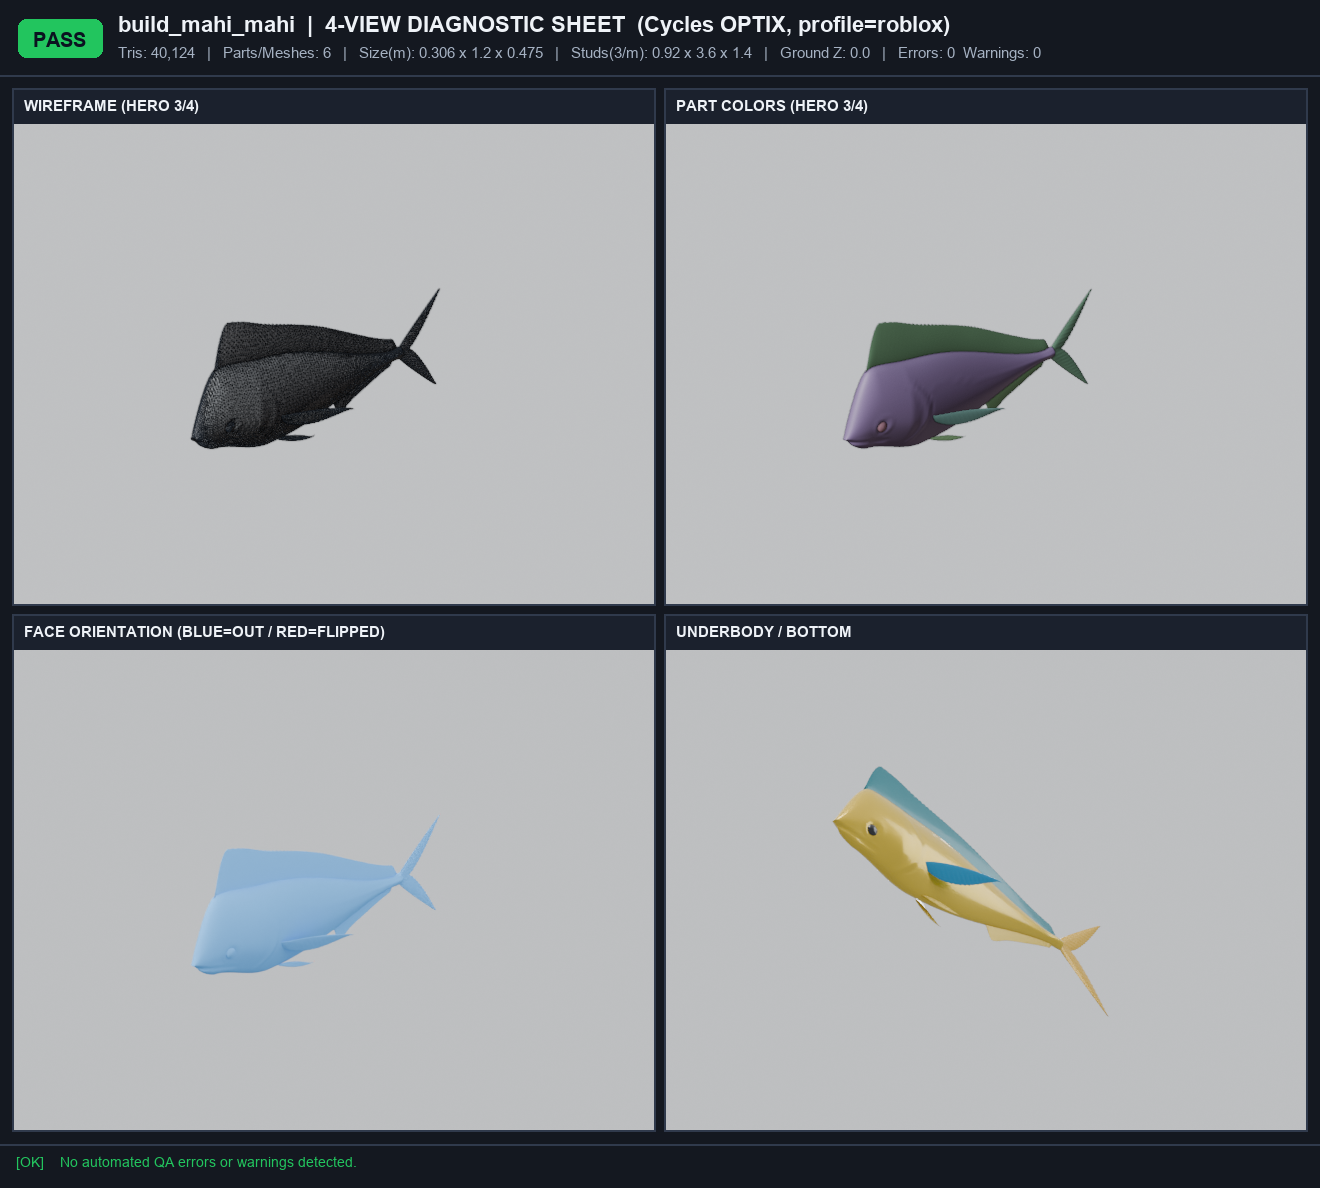 PASS
build_mahi_mahi | 4-VIEW DIAGNOSTIC SHEET (Cycles OPTIX, profile=roblox)
Tris: 40,124 | Parts/Meshes: 6 | Size(m): 0.306 x 1.2 x 0.475 | Studs(3/m): 0.92 x 3.6 x 1.4 | Ground Z: 0.0 | Errors: 0 Warnings: 0
WIREFRAME (HERO 3/4)
PART COLORS (HERO 3/4)
FACE ORIENTATION (BLUE=OUT / RED=FLIPPED)
UNDERBODY / BOTTOM
[OK] No automated QA errors or warnings detected.